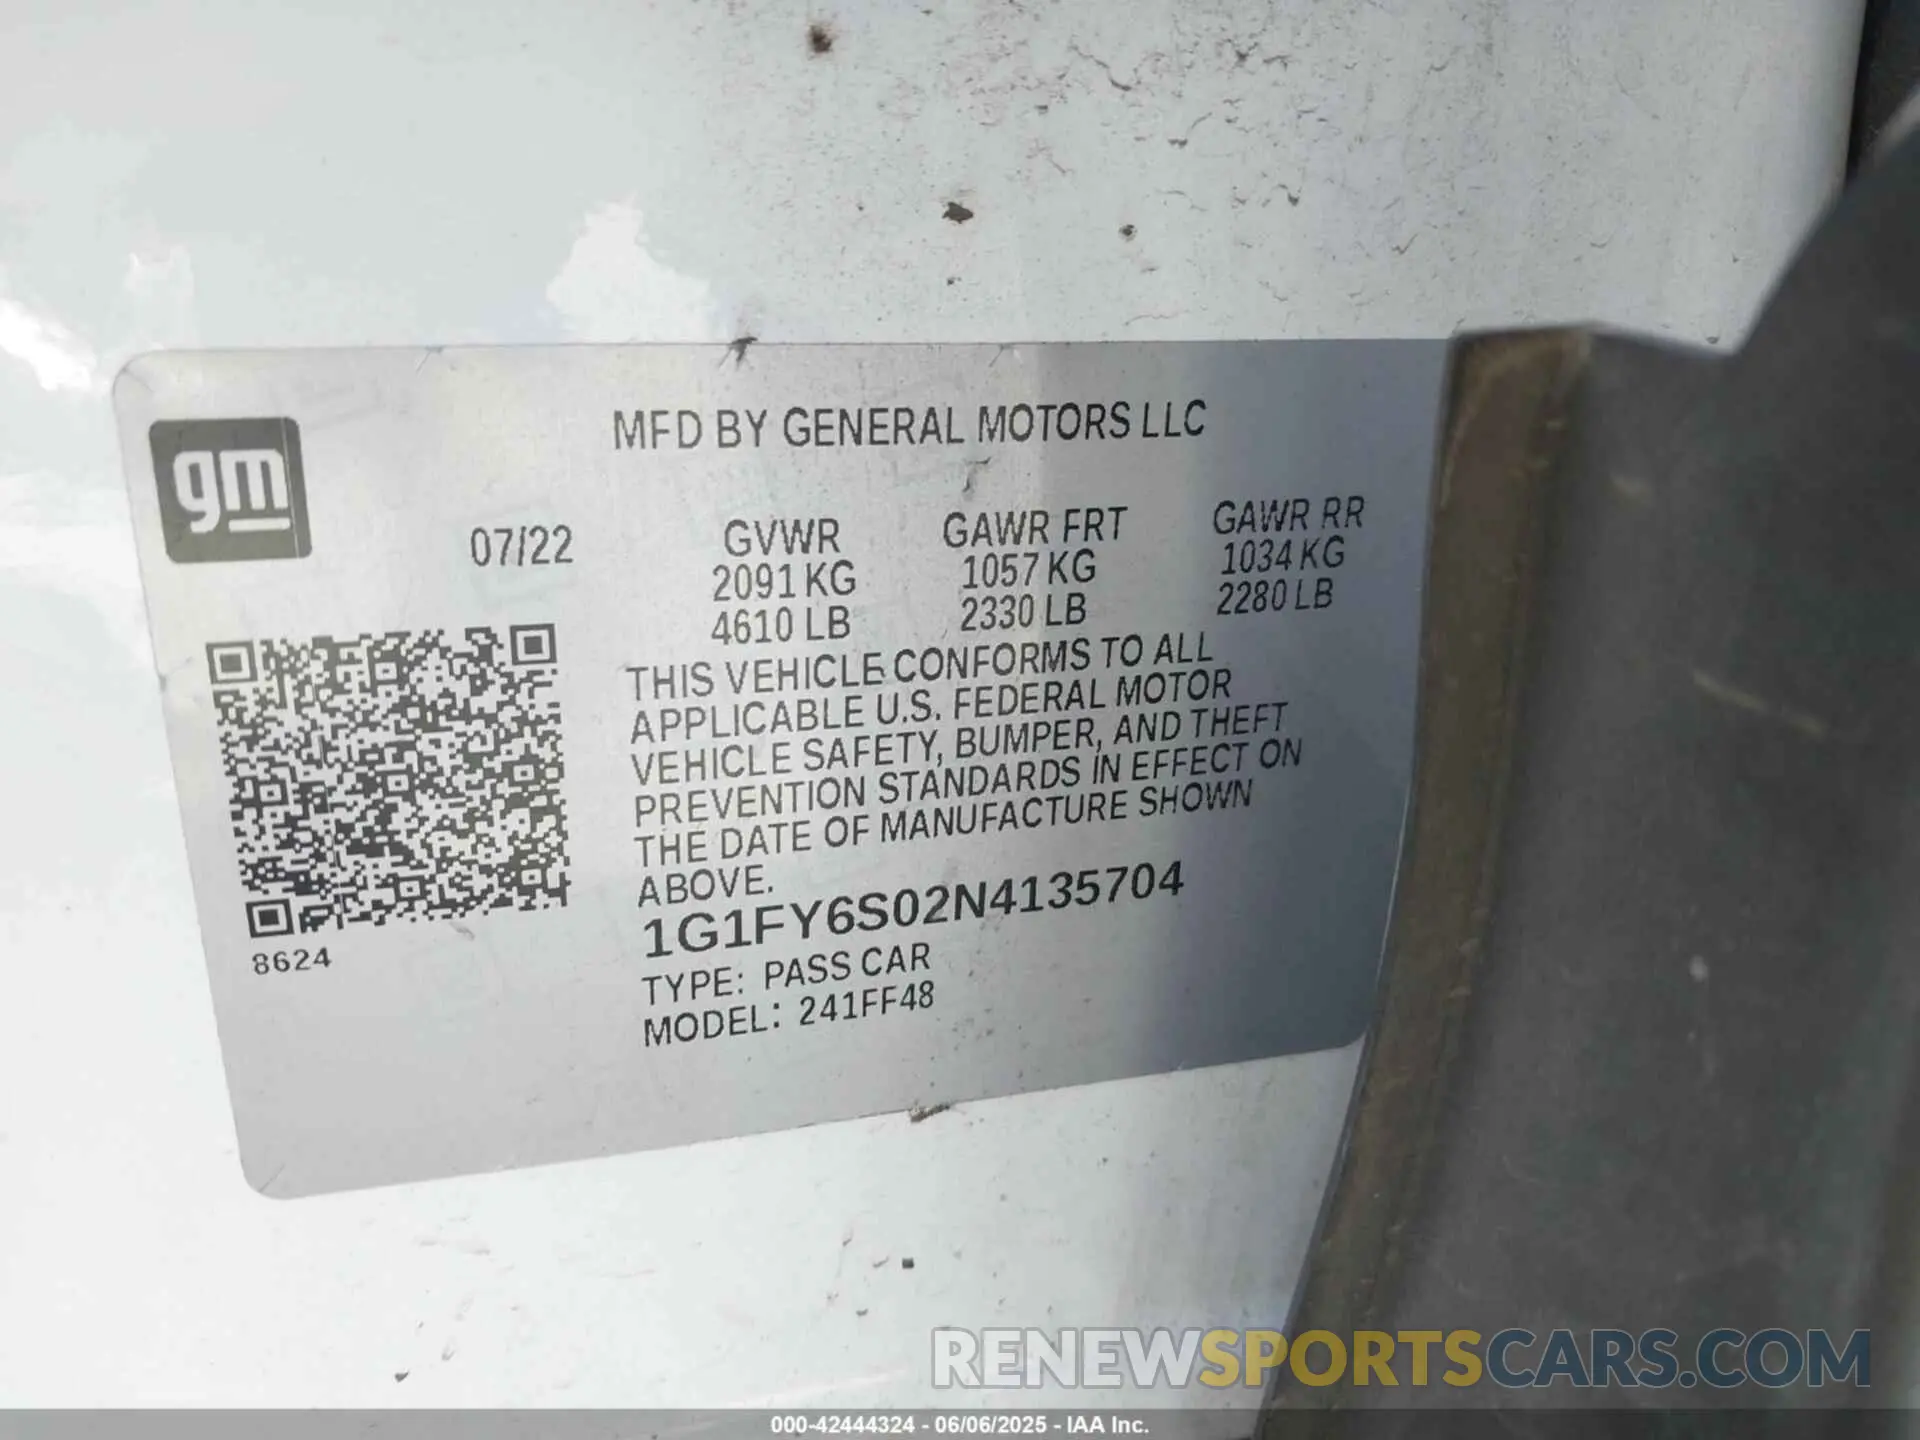 gm
MFD BY GENERAL MOTORS LLC
07/22
GVWR
2091 KG
4610 LB
GAWR FRT
1057 KG
2330 LB
GAWR RR
1034 KG
2280 LB
THIS VEHICLE CONFORMS TO ALL
APPLICABLE U.S. FEDERAL MOTOR
VEHICLE SAFETY, BUMPER, AND THEFT
PREVENTION STANDARDS IN EFFECT ON
THE DATE OF MANUFACTURE SHOWN
ABOVE.
1G1FY6S02N4135704
TYPE: PASS CAR
MODEL: 241FF48
8624
RENEWSPORTSCARS.COM
000-42444324 - 06/06/2025 - IAA Inc.